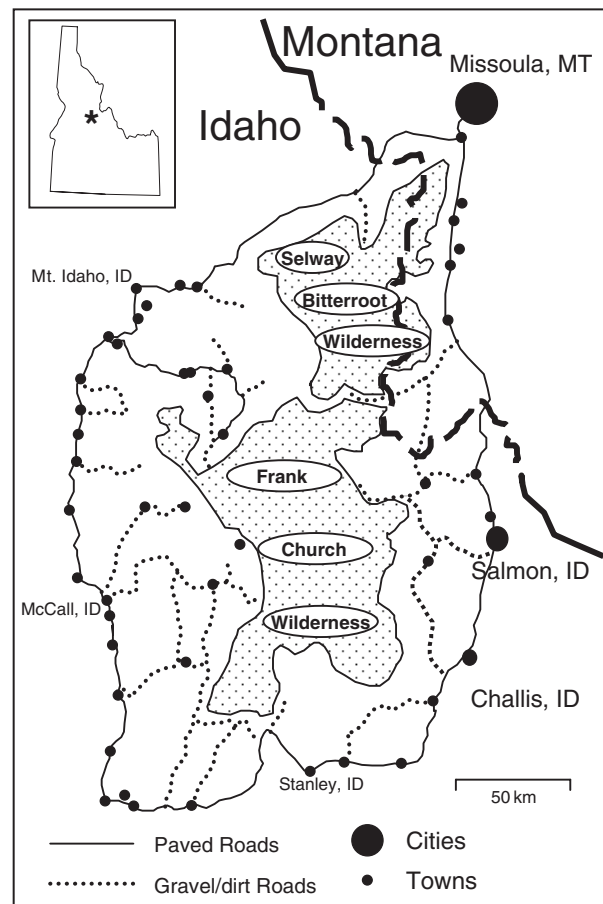 Montana
Missoula, MT
Idaho
*
Selway
Mt. Idaho, ID
Bitterroot
Wilderness
Frank
Church
Salmon, ID
McCall, ID
Wilderness
Challis, ID
Stanley, ID
50 km
Paved Roads
Cities
Gravel/dirt Roads
Towns